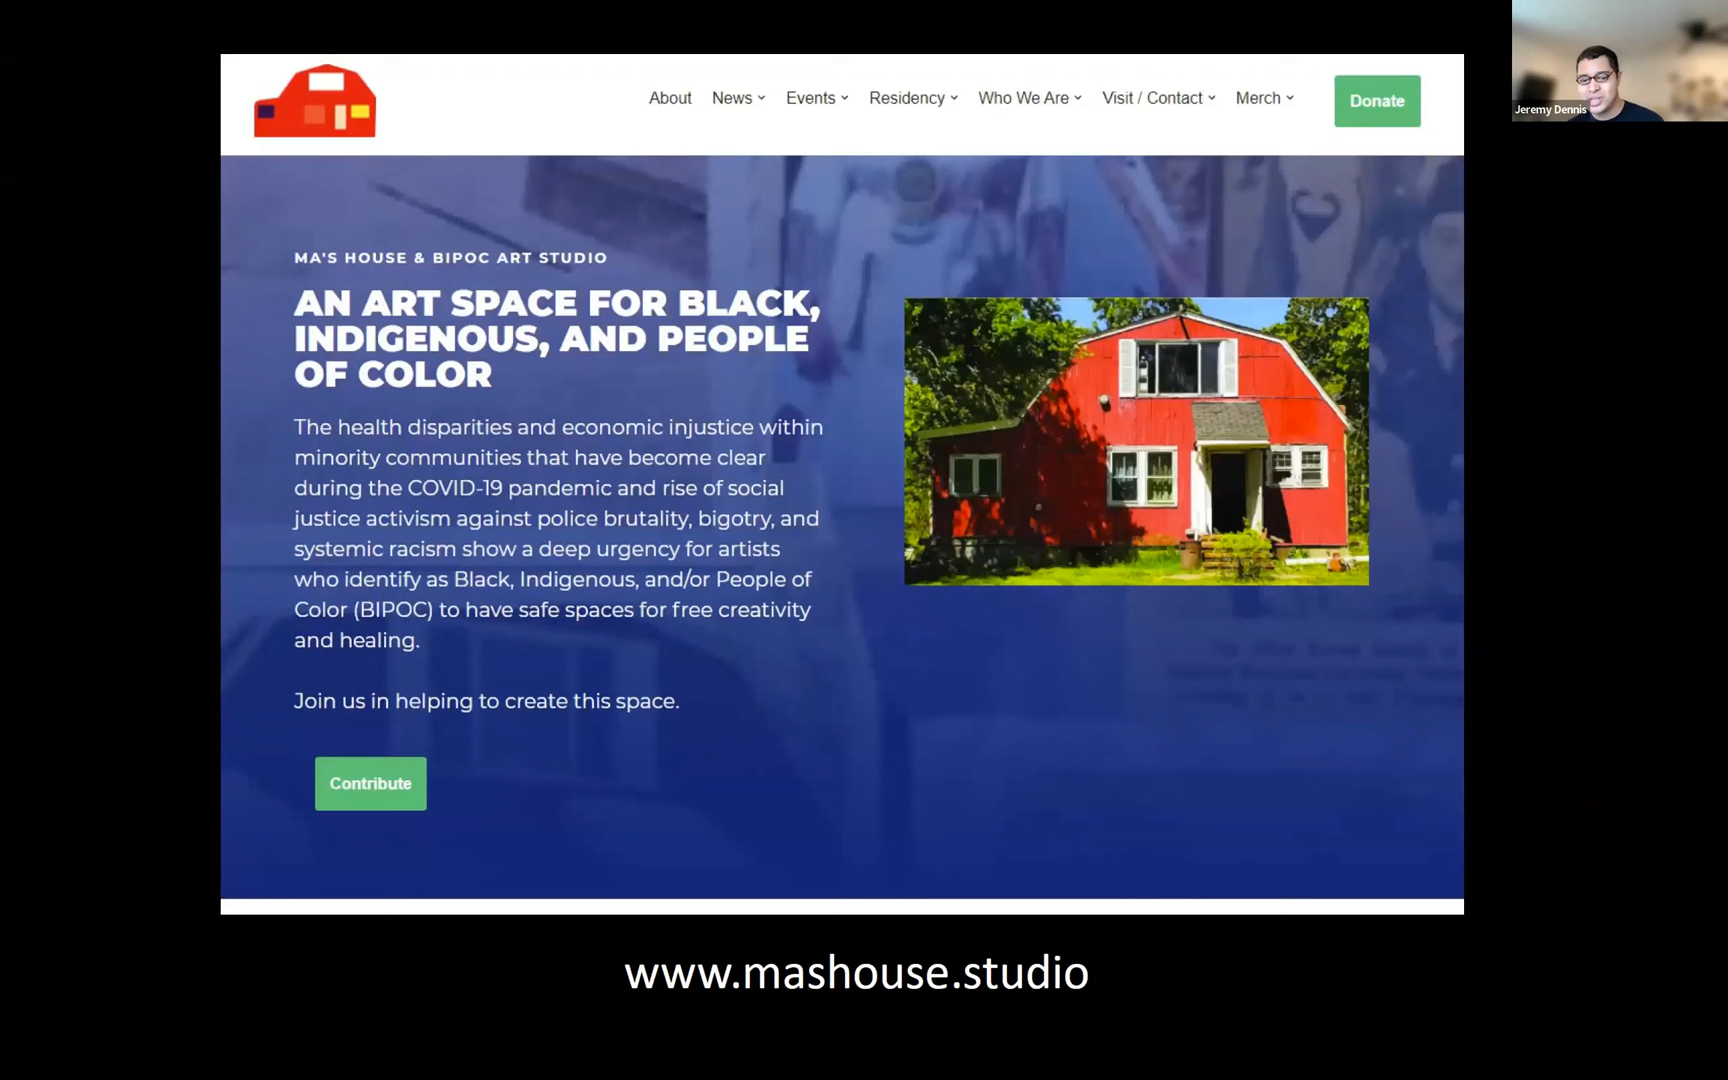 About News Events Residency Who We Are Visit / Contact Merch Donate
Jeremy Dennis
MA'S HOUSE & BIPOC ART STUDIO
AN ART SPACE FOR BLACK,
INDIGENOUS, AND PEOPLE
OF COLOR
The health disparities and economic injustice within
minority communities that have become clear
during the COVID-19 pandemic and rise of social
justice activism against police brutality, bigotry, and
systemic racism show a deep urgency for artists
who identify as Black, Indigenous, and/or People of
Color (BIPOC) to have safe spaces for free creativity
and healing.
Join us in helping to create this space.
Contribute
www.mashouse.studio